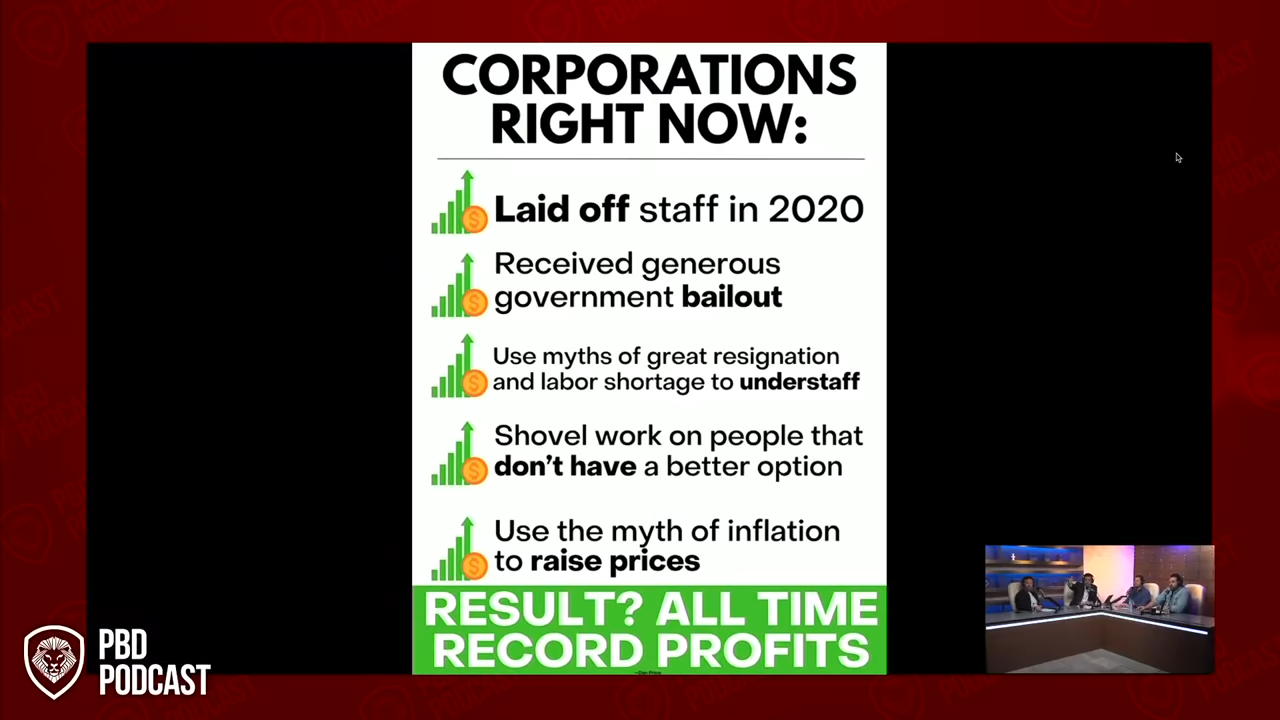 CORPORATIONS
RIGHT NOW:
Laid off staff in 2020
Received generous
government bailout
Use myths of great resignation
and labor shortage to understaff
Shovel work on people that
don't have a better option
Use the myth of inflation
to raise prices
RESULT? ALL TIME
RECORD PROFITS
—Dan Price
PBD
PODCAST